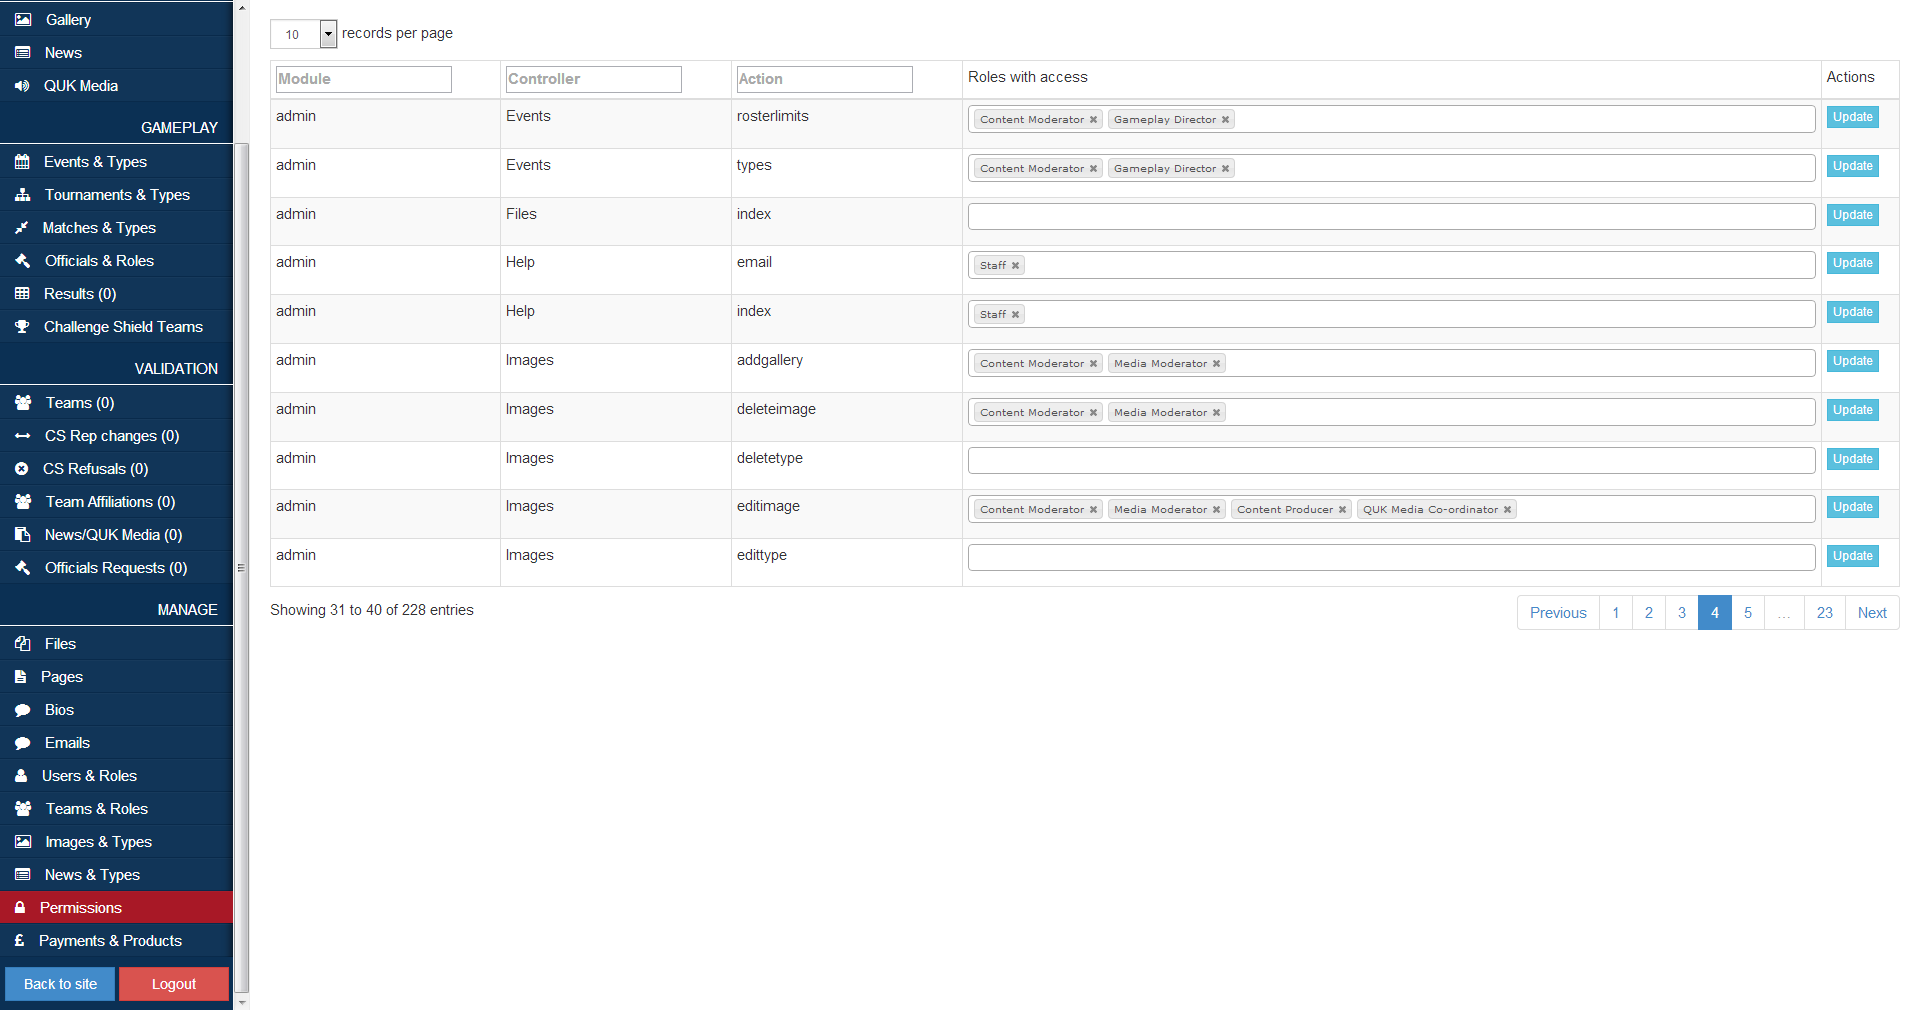 Gallery
News
QUK Media
GAMEPLAY
Events & Types
Tournaments & Types
Matches & Types
Officials & Roles
Results (0)
Challenge Shield Teams
VALIDATION
Teams (0)
CS Rep changes (0)
CS Refusals (0)
Team Affiliations (0)
News/QUK Media (0)
Officials Requests (0)
MANAGE
Files
Pages
Bios
Emails
Users & Roles
Teams & Roles
Images & Types
News & Types
Permissions
£ Payments & Products
Back to site Logout
10 records per page
Module Controller Action Roles with access Actions
admin Events rosterlimits Content Moderator Gameplay Director Update
admin Events types Content Moderator Gameplay Director Update
admin Files index Update
admin Help email Staff Update
admin Help index Staff Update
admin Images addgallery Content Moderator Media Moderator Update
admin Images deleteimage Content Moderator Media Moderator Update
admin Images deletetype Update
admin Images editimage Content Moderator Media Moderator Content Producer QUK Media Co-ordinator Update
admin Images edittype Update
Showing 31 to 40 of 228 entries
Previous 1 2 3 4 5 ... 23 Next